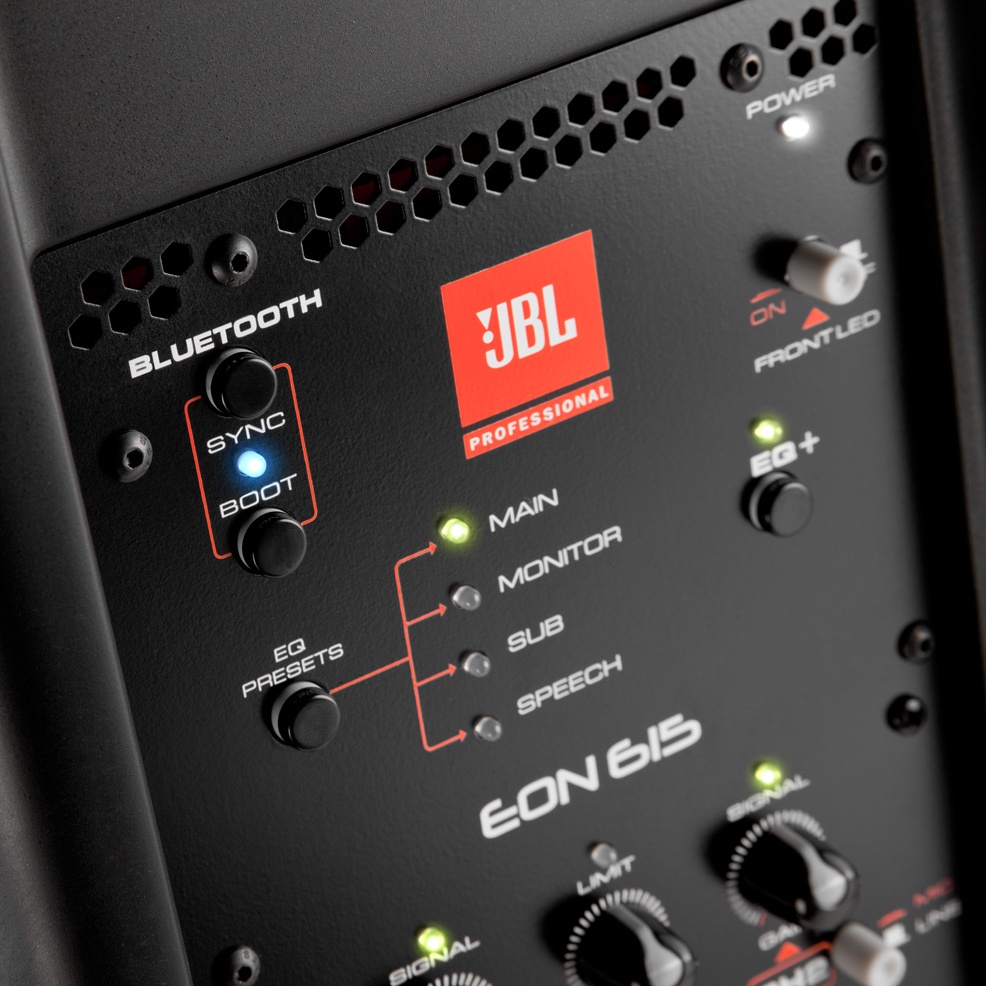 POWER
BLUETOOTH
JBL
PROFESSIONAL
ON
FRONT LED
SYNC
BOOT
EQ+
MAIN
MONITOR
SUB
SPEECH
EQ
PRESETS
EON 615
SIGNAL
LIMIT
SIGNAL
LINE